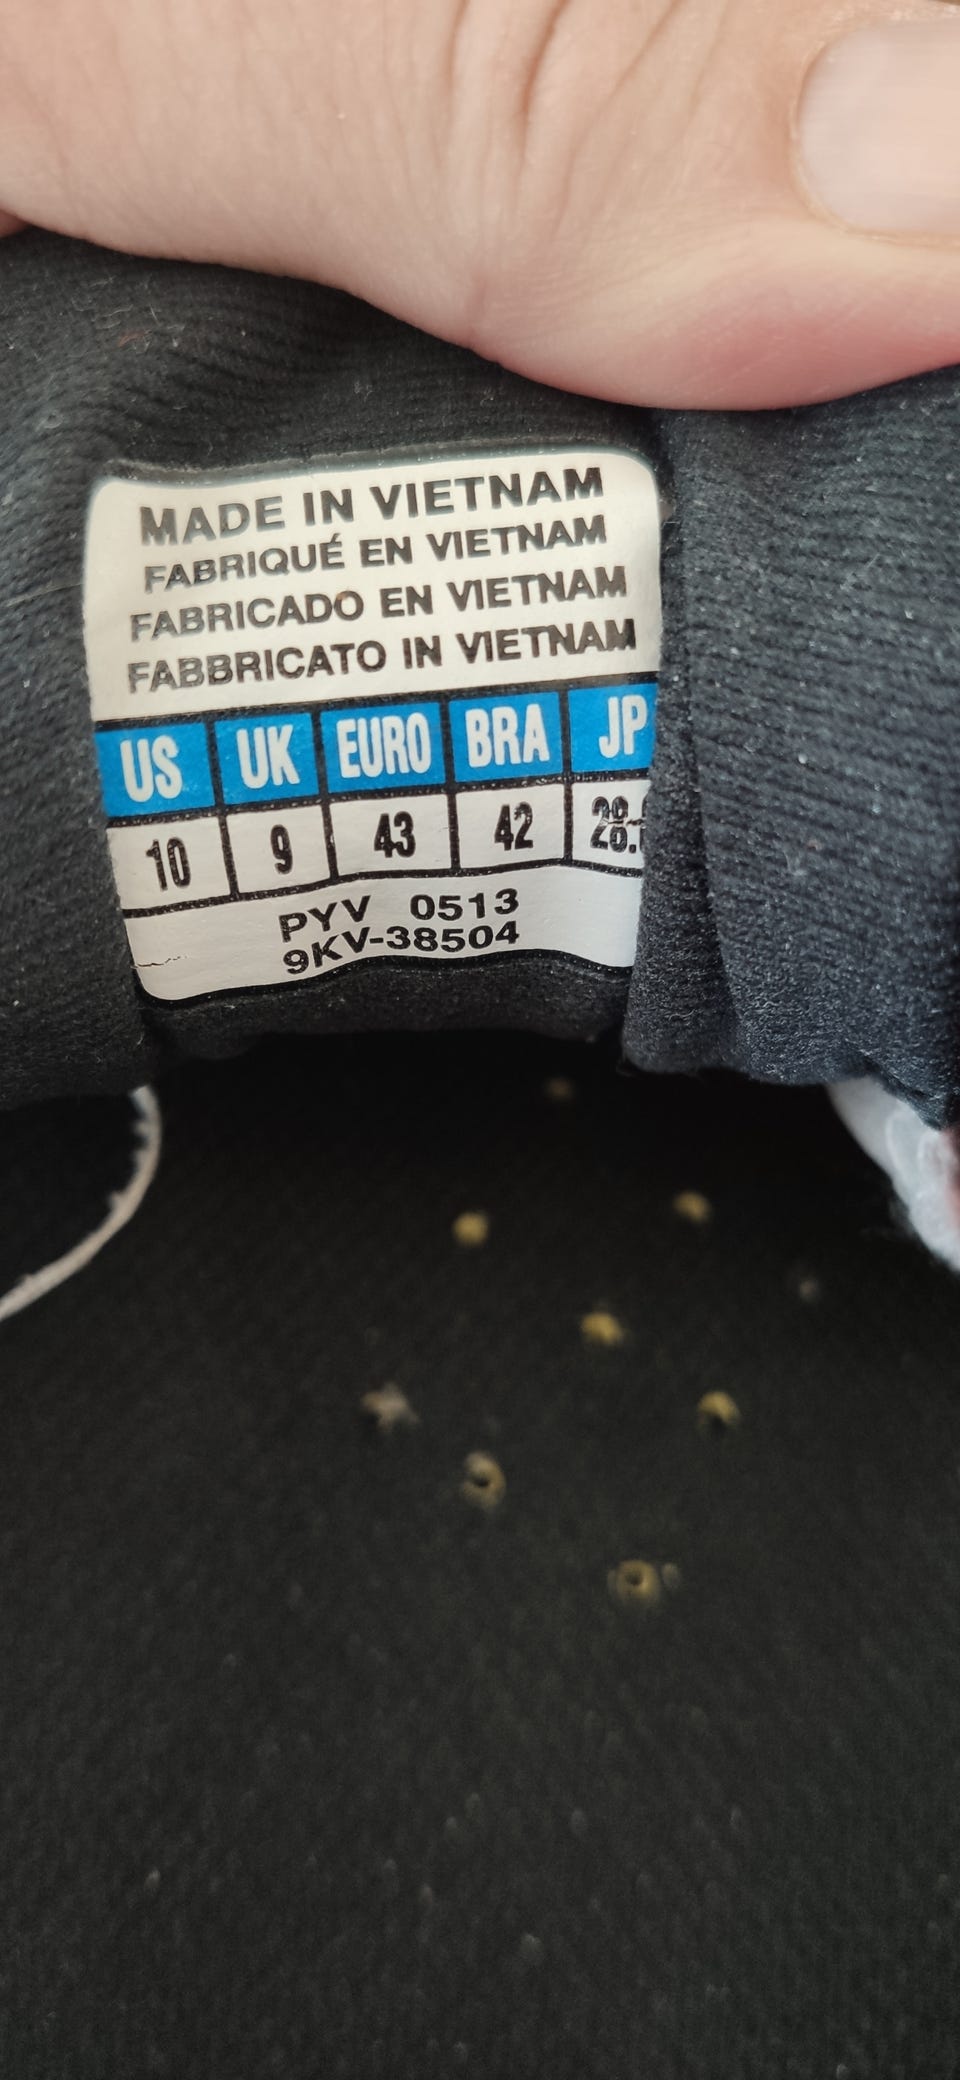 MADE IN VIETNAM
FABRIQUÉ EN VIETNAM
FABRICADO EN VIETNAM
FABBRICATO IN VIETNAM
US UK EURO BRA JP
10 9 43 42
PYV 0513
9KV-38504